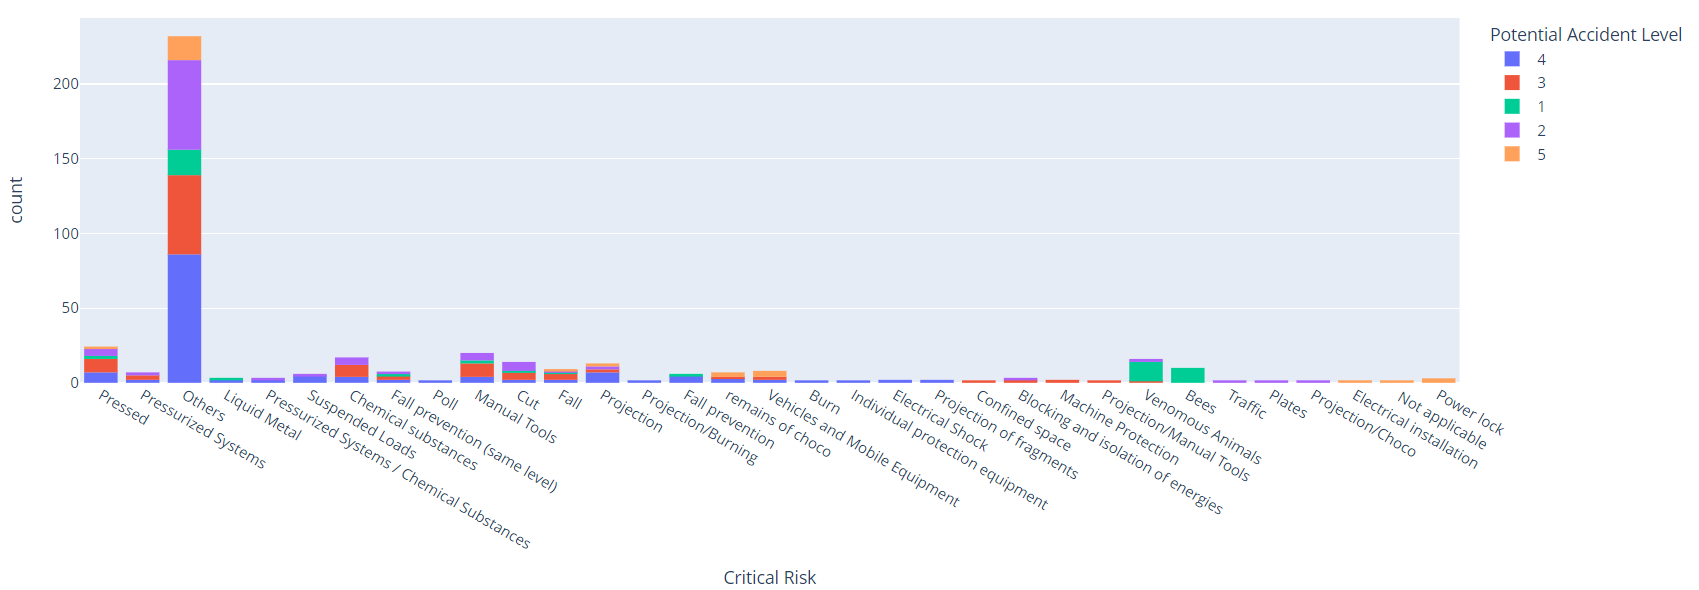 Potential Accident Level
4
3
1
2
5
count
200
150
100
50
0
Pressed
Pressurized Systems
Others
Liquid Metal
Pressurized Systems / Chemical Substances
Suspended Loads
Chemical substances
Fall prevention (same level)
Poll
Manual Tools
Cut
Fall
Projection
Projection/Burning
Fall prevention
remains of choco
Vehicles and Mobile Equipment
Burn
Individual protection equipment
Electrical Shock
Projection of fragments
Confined space
Blocking and isolation of energies
Machine Protection
Projection/Manual Tools
Venomous Animals
Bees
Traffic
Plates
Projection/Choco
Electrical installation
Not applicable
Power lock
Critical Risk